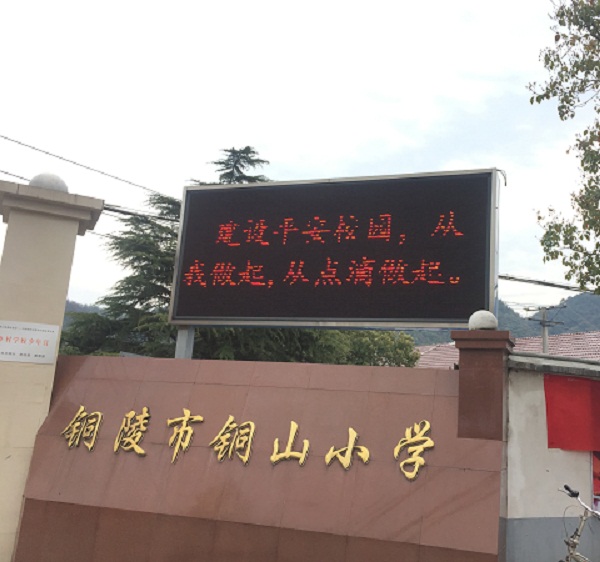 建设平安校园，从
我做起,从点滴做起。
铜陵市铜山小学